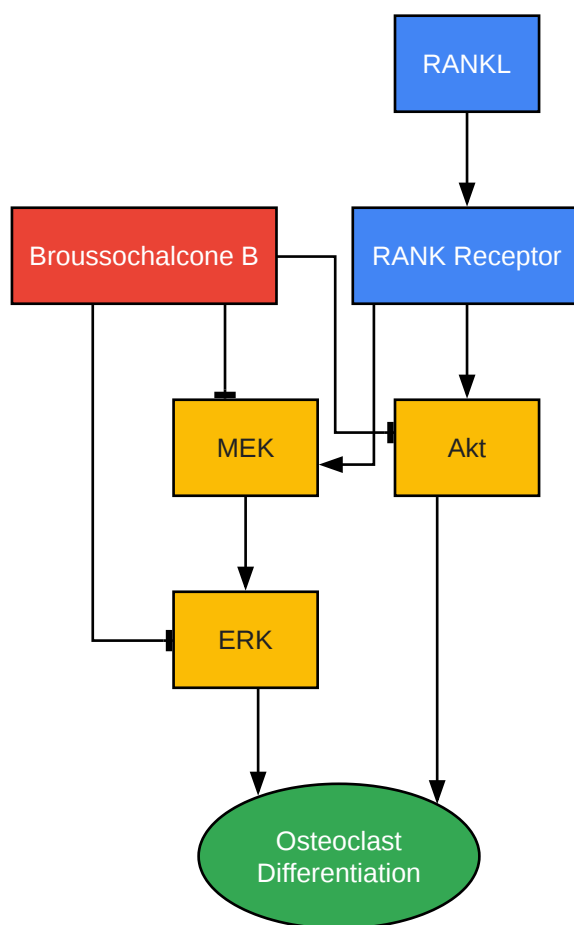 RANKL
Broussochalcone B
RANK Receptor
MEK
Akt
ERK
Osteoclast
Differentiation